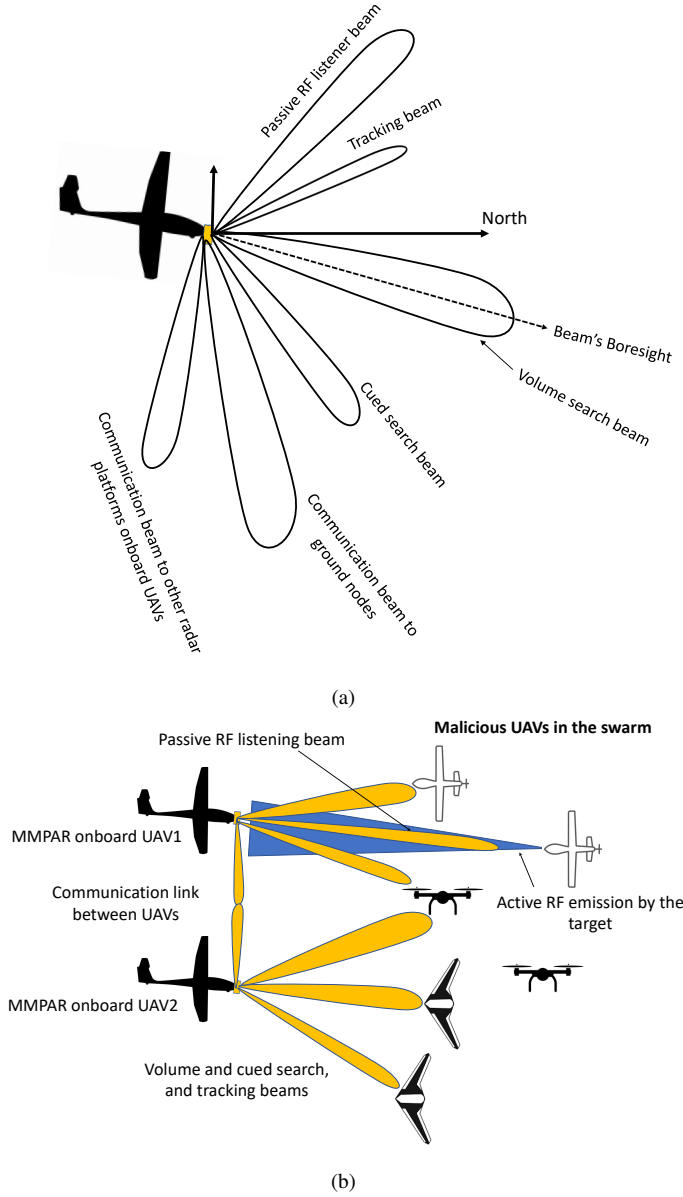 Passive RF listener beam
Tracking beam
North
Beam's Boresight
Volume search beam
Cued search beam
Communication beam to
ground nodes
Communication beam to other radar
platforms onboard UAVs
(a)
Malicious UAVs in the swarm
Passive RF listening beam
MMPAR onboard UAV1
Communication link
between UAVs
Active RF emission by the
target
MMPAR onboard UAV2
Volume and cued search,
and tracking beams
(b)